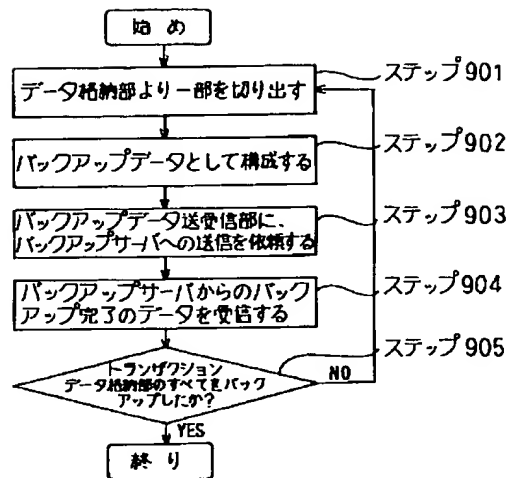 始め
データ格納部より一部を切り出す
ステップ901
バックアップデータとして構成する
ステップ902
バックアップデータ送受信部に、
バックアップサーバへの送信を依頼する
ステップ903
バックアップサーバからのバック
アップ完了のデータを受信する
ステップ904
トランザクション
データ格納部のすべてをバック
アップしたか?
ステップ905
NO
YES
終り